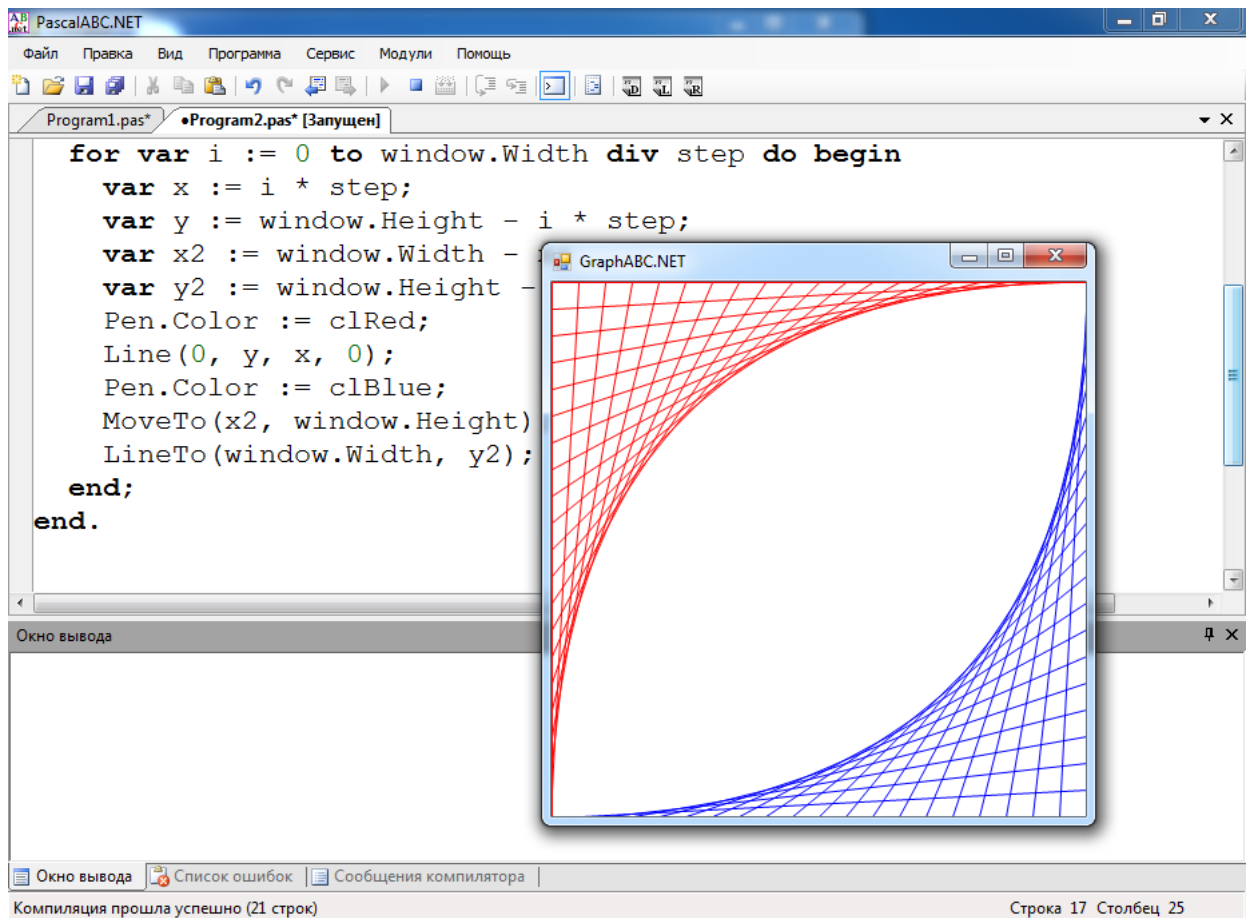 PascalABC.NET
Файл Правка Вид Программа Сервис Модули Помощь
Program1.pas* •Program2.pas* [Запущен]
for var i := 0 to window.Width div step do begin
var x := i * step;
var y := window.Height - i * step;
var x2 := window.Width -
var y2 := window.Height -
Pen.Color := clRed;
Line(0, y, x, 0);
Pen.Color := clBlue;
MoveTo(x2, window.Height)
LineTo(window.Width, y2);
end;
end.
GraphABC.NET
Окно вывода
Окно вывода Список ошибок Сообщения компилятора
Компиляция прошла успешно (21 строк) Строка 17 Столбец 25